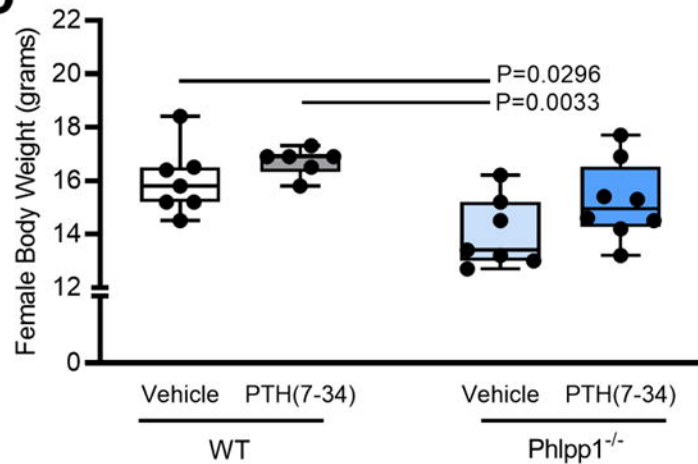 Female Body Weight (grams)
22
20
18
16
14
12
0
P=0.0296
P=0.0033
Vehicle PTH(7-34) Vehicle PTH(7-34)
WT Phlpp1-/-